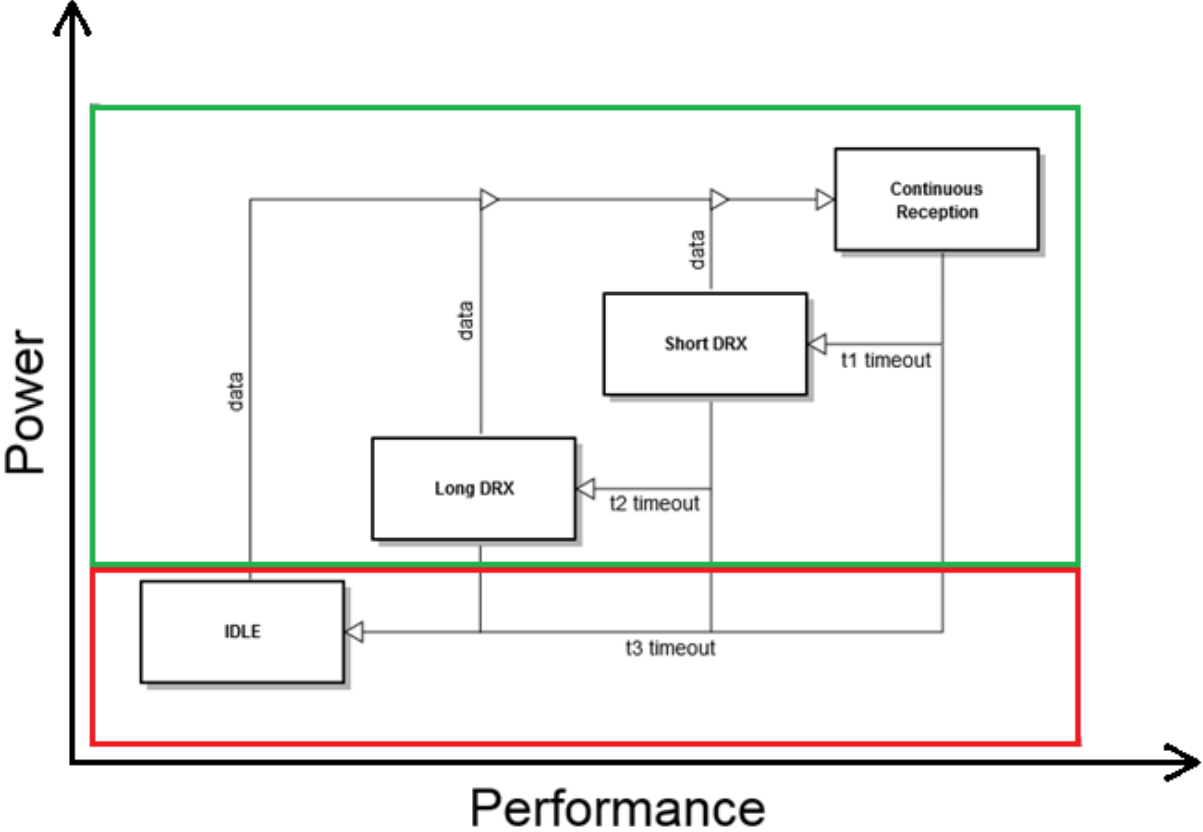 Continuous
Reception
data
Short DRX
t1 timeout
data
data
Long DRX
t2 timeout
Power
IDLE
t3 timeout
Performance